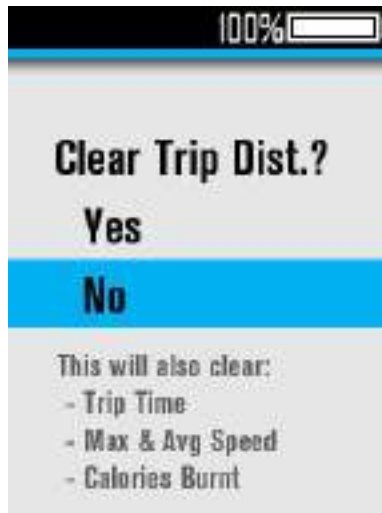 100%
Clear Trip Dist.?
Yes
No
This will also clear:
- Trip Time
- Max & Avg Speed
- Calories Burnt